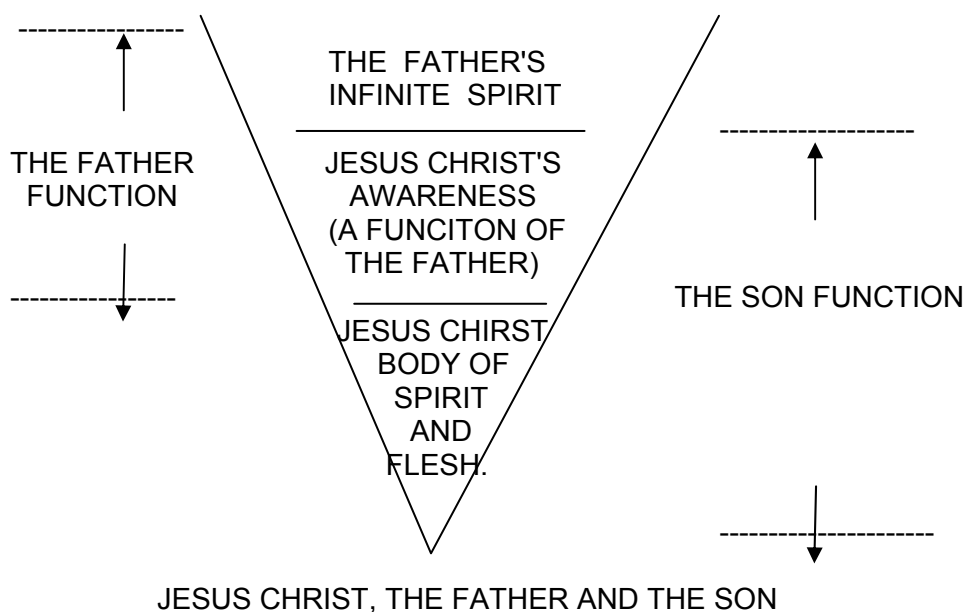 THE FATHER'S
INFINITE SPIRIT
THE FATHER
FUNCTION
JESUS CHRIST'S
AWARENESS
(A FUNCITON OF
THE FATHER)
THE SON FUNCTION
JESUS CHIRST
BODY OF
SPIRIT
AND
FLESH.
JESUS CHRIST, THE FATHER AND THE SON